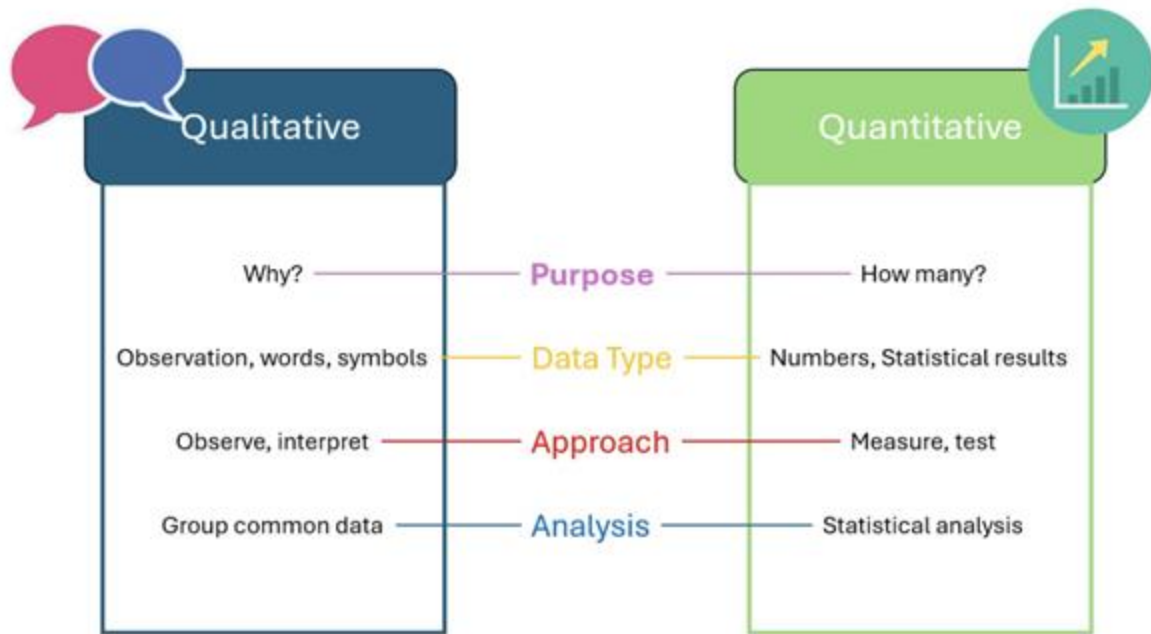 Qualitative
Quantitative
Why? Purpose How many?
Observation, words, symbols Data Type Numbers, Statistical results
Observe, interpret Approach Measure, test
Group common data Analysis Statistical analysis